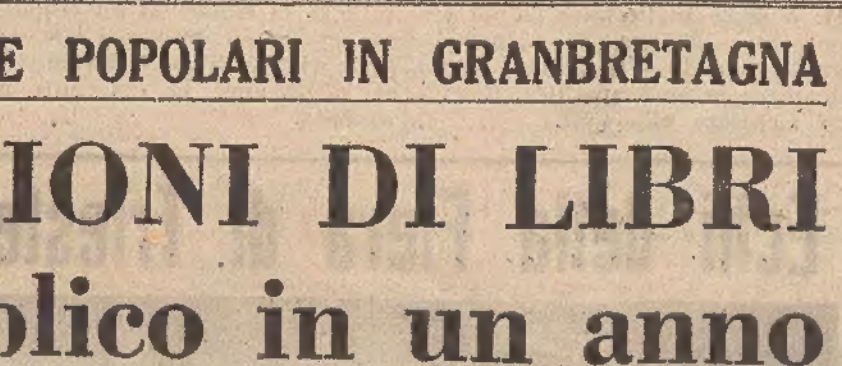 E POPOLARI IN GRANBRETAGNA
IONI DI LIBRI
blico in un anno